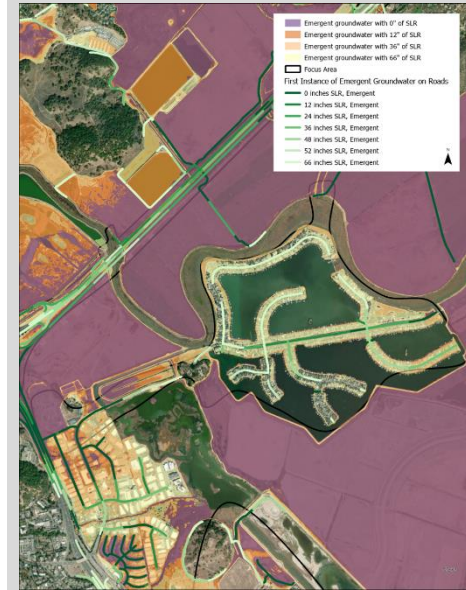 Emergent groundwater with 0" of SLR
Emergent groundwater with 12" of SLR
Emergent groundwater with 36" of SLR
Emergent groundwater with 66" of SLR
Focus Area
First Instance of Emergent Groundwater on Roads
0 inches SLR, Emergent
12 inches SLR, Emergent
24 inches SLR, Emergent
36 inches SLR, Emergent
48 inches SLR, Emergent
52 inches SLR, Emergent
66 inches SLR, Emergent